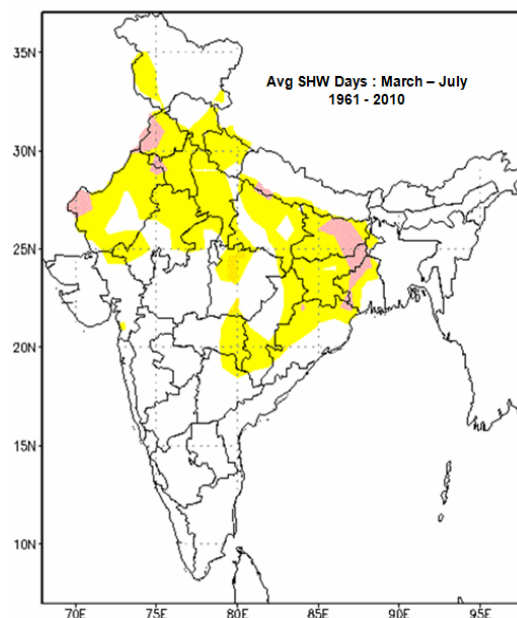 Avg SHW Days : March – July
1961 - 2010
35N
30N
25N
20N
15N
10N
70E 75E 80E 85E 90E 95E